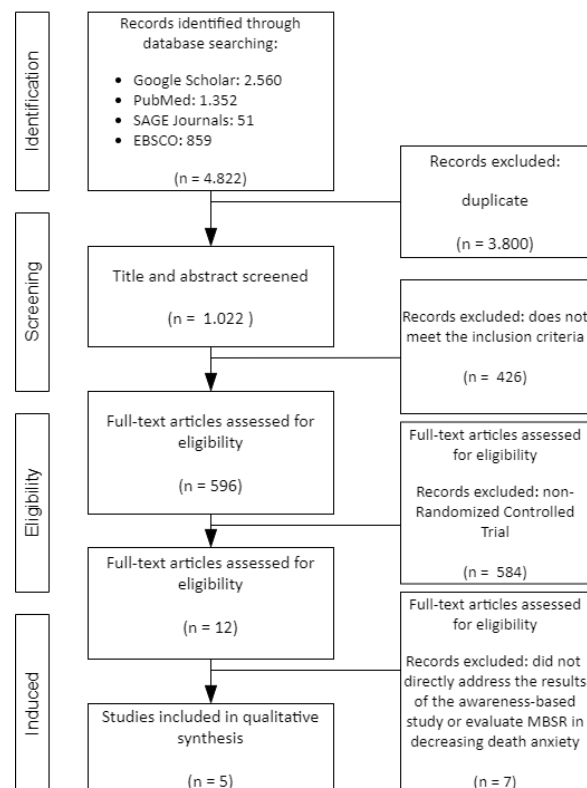 Identification
Records identified through
database searching:
• Google Scholar: 2.560
• PubMed: 1.352
• SAGE Journals: 51
• EBSCO: 859
(n = 4.822)
Records excluded:
duplicate
(n = 3.800)
Screening
Title and abstract screened
(n = 1.022 )
Records excluded: does not
meet the inclusion criteria
(n = 426)
Eligibility
Full-text articles assessed for
eligibility
(n = 596)
Full-text articles assessed
for eligibility
Records excluded: non-
Randomized Controlled
Trial
(n = 584)
Full-text articles assessed for
eligibility
(n = 12)
Full-text articles assessed
for eligibility
Records excluded: did not
directly address the results
of the awareness-based
study or evaluate MBSR in
decreasing death anxiety
(n = 7)
Induced
Studies included in qualitative
synthesis
(n = 5)